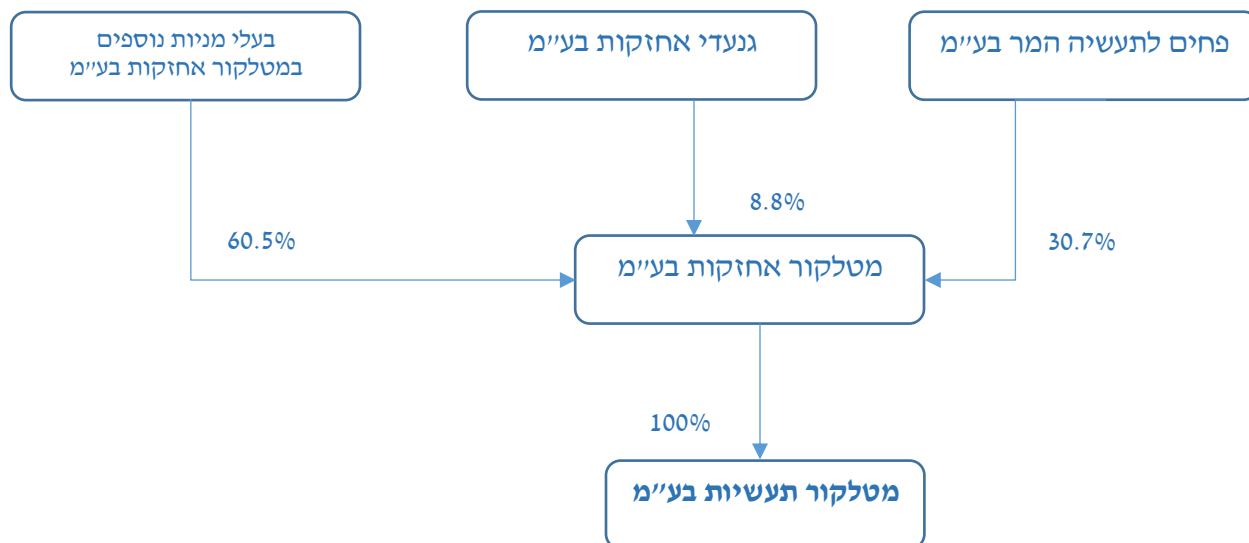 פחים לתעשיה המר בע״מ
גנעדי אחזקות בע״מ
בעלי מניות נוספים
במטלקור אחזקות בע״מ
8.8%
30.7%
60.5%
מטלקור אחזקות בע״מ
100%
מטלקור תעשיות בע״מ